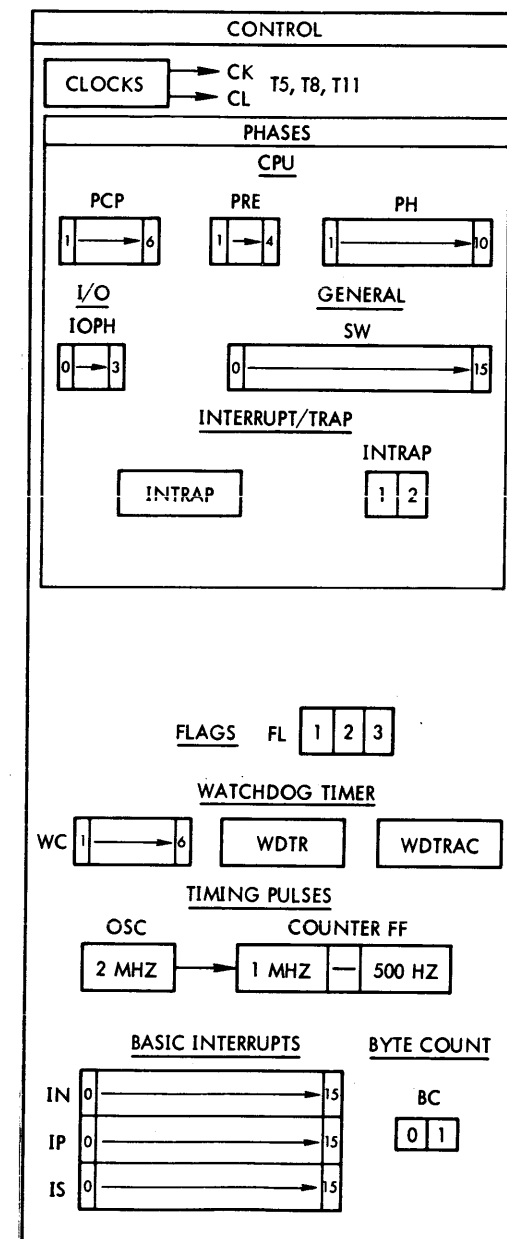 CONTROL
CLOCKS CK T5, T8, T11
CL
PHASES
CPU
PCP PRE PH
1 6 1 4 1 10
I/O GENERAL
IOPH SW
0 3 0 15
INTERRUPT/TRAP
INTRAP
INTRAP 1 2
FLAGS FL 1 2 3
WATCHDOG TIMER
WC 1 6 WDTR WDTRAC
TIMING PULSES
OSC COUNTER FF
2 MHZ 1 MHZ — 500 HZ
BASIC INTERRUPTS BYTE COUNT
IN 0 15 BC
IP 0 15 0 1
IS 0 15